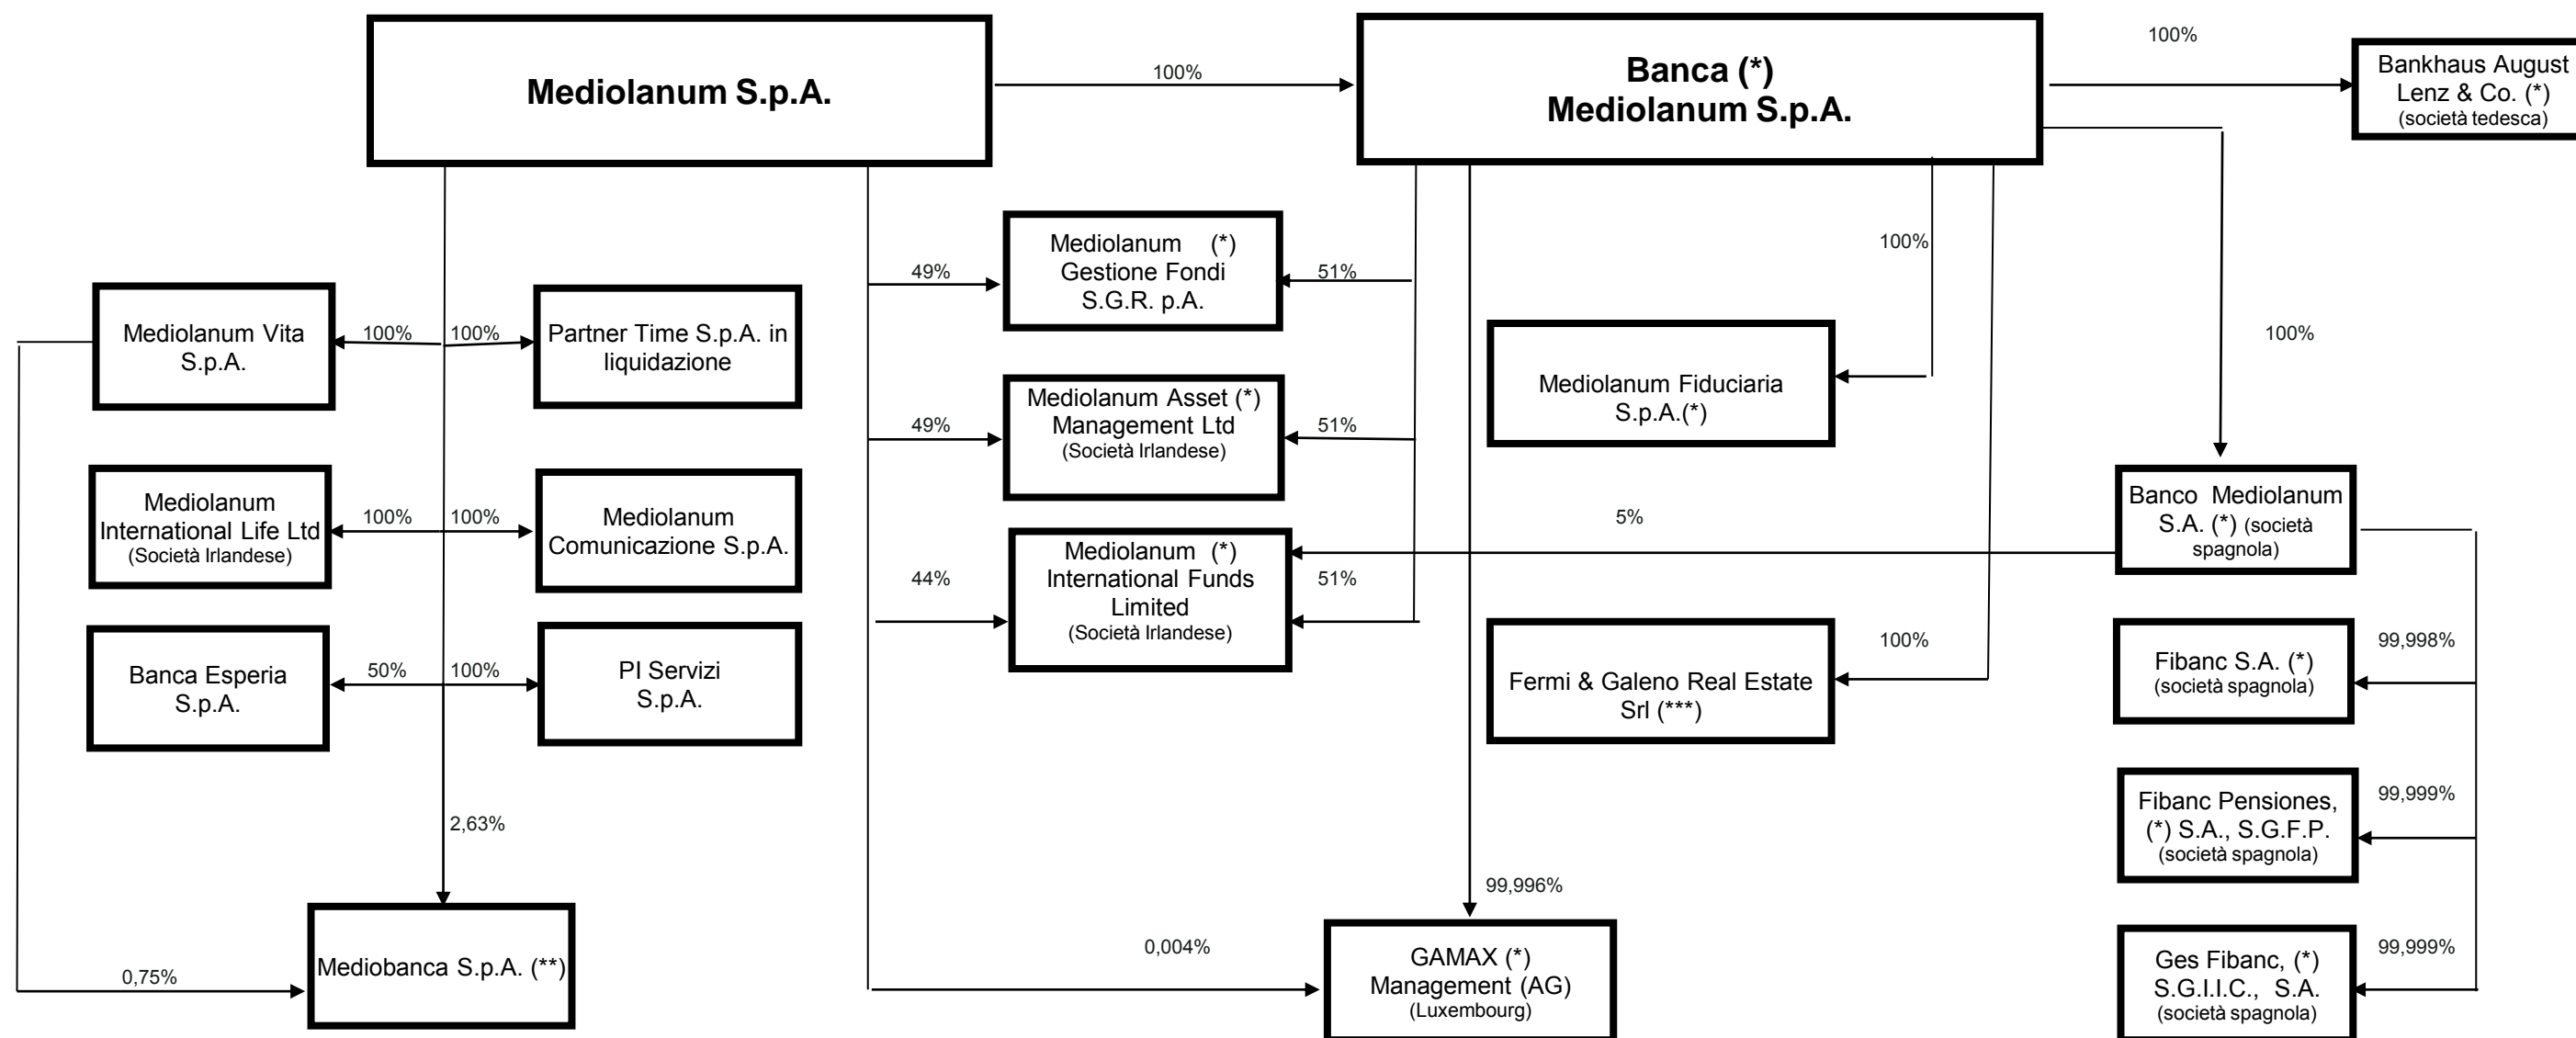 Mediolanum S.p.A.
100%
Banca (*)
Mediolanum S.p.A.
100%
Bankhaus August
Lenz & Co. (*)
(società tedesca)
Mediolanum (*)
Gestione Fondi
S.G.R. p.A.
49%
51%
100%
Mediolanum Vita
S.p.A.
100%
100%
Partner Time S.p.A. in
liquidazione
Mediolanum Fiduciaria
S.p.A.(*)
100%
Mediolanum Asset (*)
Management Ltd
(Società Irlandese)
49%
51%
Mediolanum
International Life Ltd
(Società Irlandese)
100%
100%
Mediolanum
Comunicazione S.p.A.
Mediolanum (*)
International Funds
Limited
(Società Irlandese)
44%
51%
5%
Banco Mediolanum
S.A. (*) (società
spagnola)
Banca Esperia
S.p.A.
50%
100%
PI Servizi
S.p.A.
Fermi & Galeno Real Estate
Srl (***)
100%
Fibanc S.A. (*)
(società spagnola)
99,998%
2,63%
Fibanc Pensiones,
(*) S.A., S.G.F.P.
(società spagnola)
99,999%
99,996%
0,75%
Mediobanca S.p.A. (**)
0,004%
GAMAX (*)
Management (AG)
(Luxembourg)
Ges Fibanc, (*)
S.G.I.I.C., S.A.
(società spagnola)
99,999%